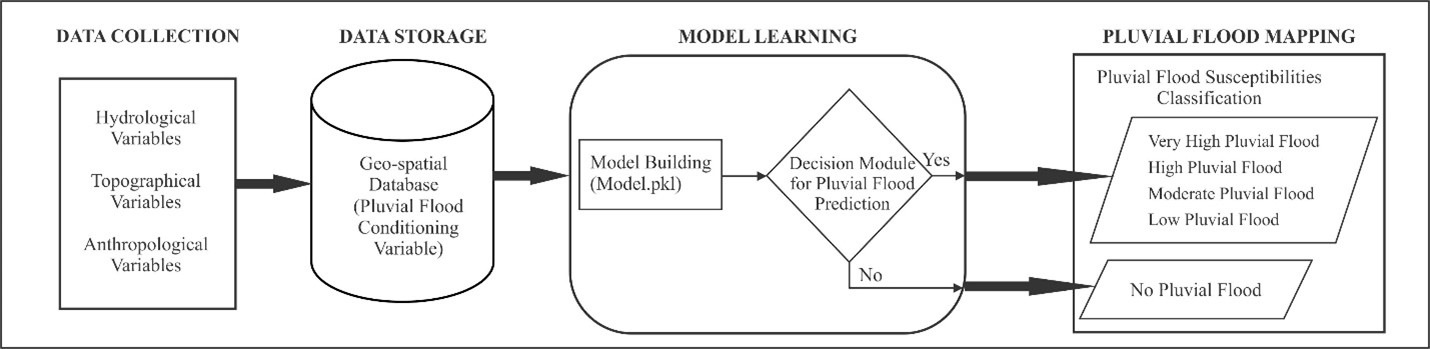 DATA COLLECTION
Hydrological
Variables
Topographical
Variables
Anthropological
Variables
DATA STORAGE
Geo-spatial
Database
(Pluvial Flood
Conditioning
Variable)
MODEL LEARNING
Model Building
(Model.pkl)
Decision Module
for Pluvial Flood
Prediction
Yes
No
PLUVIAL FLOOD MAPPING
Pluvial Flood Susceptibilities
Classification
Very High Pluvial Flood
High Pluvial Flood
Moderate Pluvial Flood
Low Pluvial Flood
No Pluvial Flood